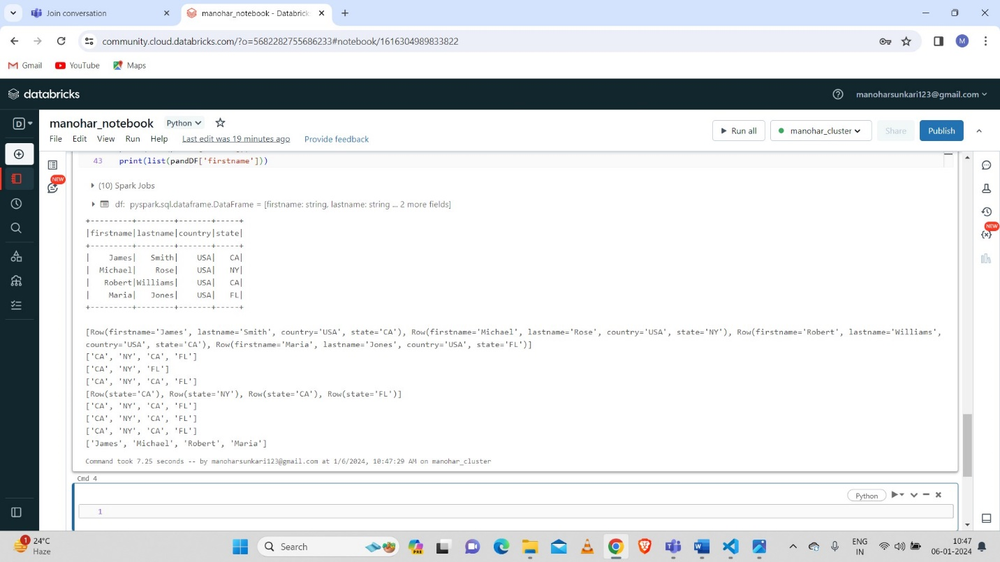 Join conversation
manohar_notebook - Databrick
community.cloud.databricks.com/?o=5682282755686233#notebook/1616304989833822
M
Gmail
YouTube
Maps
databricks
manoharsunkari123@gmail.com
D
manohar_notebook
Python
File Edit View Run Help Last edit was 19 minutes ago Provide feedback
Run all
manohar_cluster
Share
Publish
NEW
NEW
43 print(list(pandDF['firstname']))
(10) Spark Jobs
df: pyspark.sql.dataframe.DataFrame = [firstname: string, lastname: string ... 2 more fields]
+---------+--------+-------+-----+
|firstname|lastname|country|state|
+---------+--------+-------+-----+
|    James|   Smith|    USA|   CA|
|  Michael|    Rose|    USA|   NY|
|   Robert|Williams|    USA|   CA|
|    Maria|   Jones|    USA|   FL|
+---------+--------+-------+-----+
[Row(firstname='James', lastname='Smith', country='USA', state='CA'), Row(firstname='Michael', lastname='Rose', country='USA', state='NY'), Row(firstname='Robert', lastname='Williams',
country='USA', state='CA'), Row(firstname='Maria', lastname='Jones', country='USA', state='FL')]
['CA', 'NY', 'CA', 'FL']
['CA', 'NY', 'FL']
['CA', 'NY', 'CA', 'FL']
[Row(state='CA'), Row(state='NY'), Row(state='CA'), Row(state='FL')]
['CA', 'NY', 'CA', 'FL']
['CA', 'NY', 'CA', 'FL']
['CA', 'NY', 'CA', 'FL']
['James', 'Michael', 'Robert', 'Maria']
Command took 7.25 seconds -- by manoharsunkari123@gmail.com at 1/6/2024, 10:47:29 AM on manohar_cluster
Cmd 4
Python
1
1
24°C
Haze
Search
PRE
ENG
IN
10:47
06-01-2024